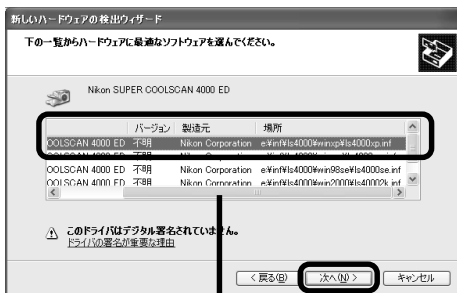 新しいハードウェアの検出ウィザード
下の一覧からハードウェアに最適なソフトウェアを選んでください。
Nikon SUPER COOLSCAN 4000 ED
バージョン 製造元 場所
OOLSCAN 4000 ED 不明 Nikon Corporation e:¥inf¥ls4000¥winxp¥ls4000xp.inf
OOLSCAN 4000 ED 不明 Nikon Corporation e:¥inf¥ls4000¥win98se¥ls4000se.inf
OOLSCAN 4000 ED 不明 Nikon Corporation e:¥inf¥ls4000¥win2000¥ls40002k.inf
このドライバはデジタル署名されていません。
ドライバの署名が重要な理由
< 戻る(B) 次へ(N) > キャンセル